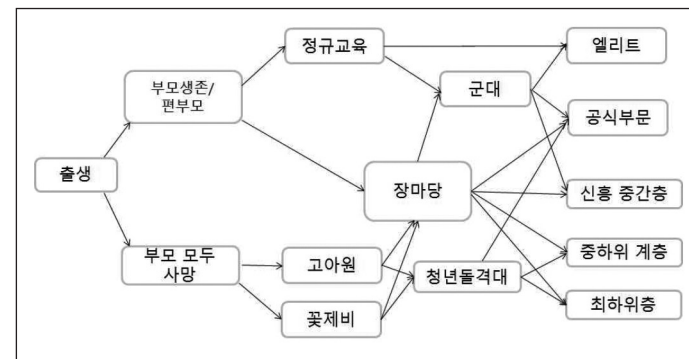 정규교육
엘리트
부모생존/
편부모
군대
공식부문
출생
장마당
신흥 중간층
부모 모두
사망
고아원
청년돌격대
중하위 계층
꽃제비
최하위층